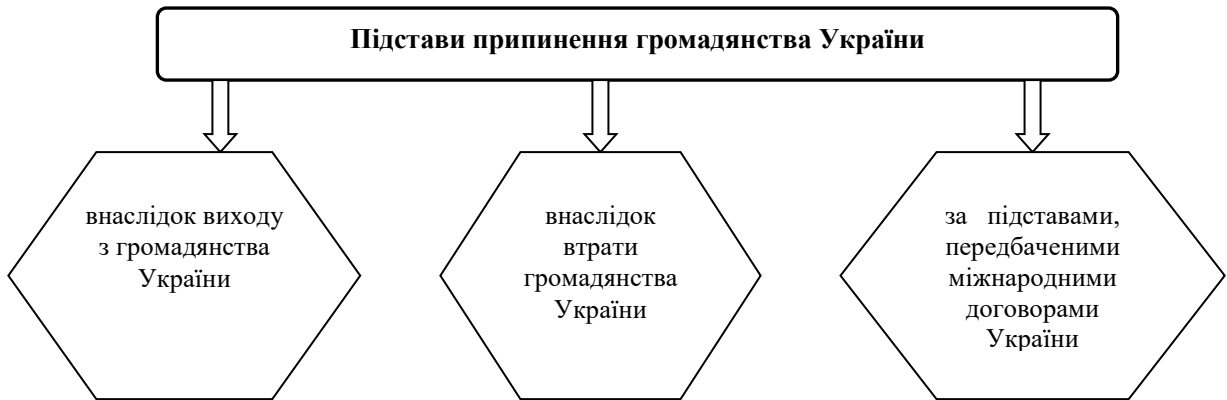 Підстави припинення громадянства України
внаслідок виходу
з громадянства
України
внаслідок
втрати
громадянства
України
за підставами,
передбаченими
міжнародними
договорами
України